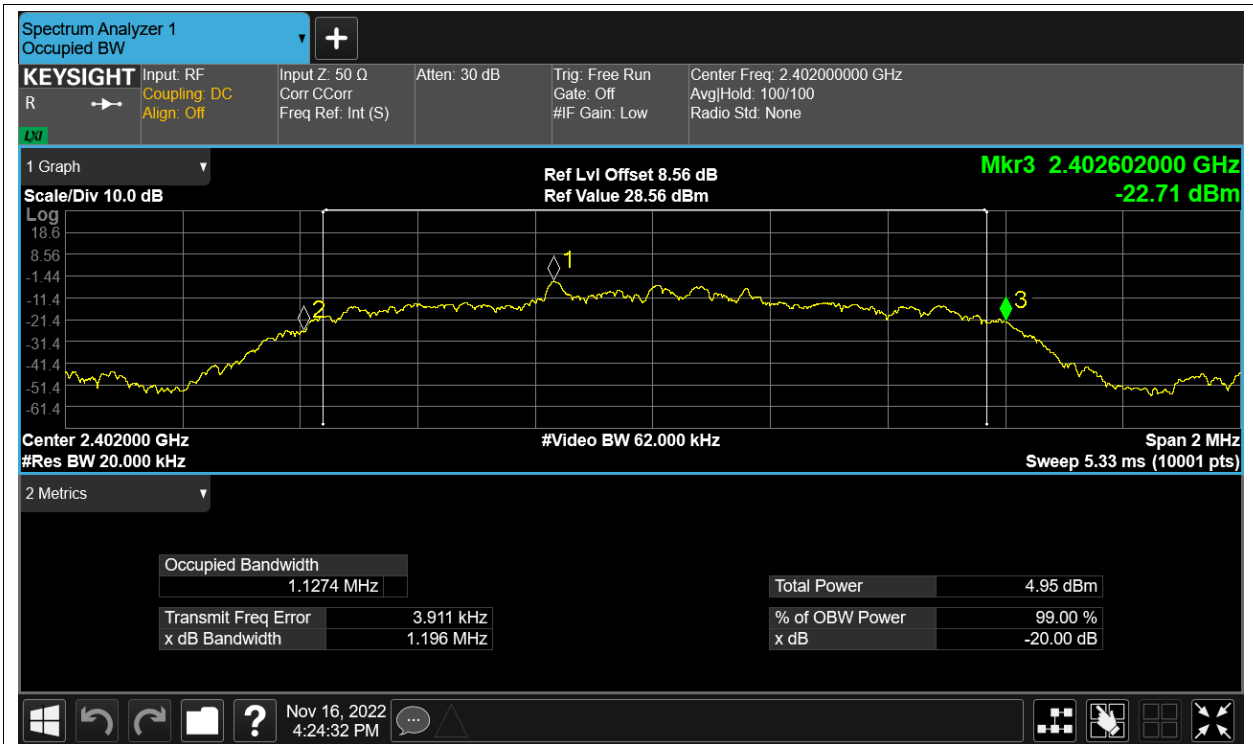 Spectrum Analyzer 1
Occupied BW
KEYSIGHT
R
LXI
Input: RF
Coupling: DC
Align: Off
Input Z: 50 Ω
Corr CCorr
Freq Ref: Int (S)
Atten: 30 dB
Trig: Free Run
Gate: Off
#IF Gain: Low
Center Freq: 2.402000000 GHz
Avg|Hold: 100/100
Radio Std: None
1 Graph
Scale/Div 10.0 dB
Ref Lvl Offset 8.56 dB
Ref Value 28.56 dBm
Mkr3 2.402602000 GHz
-22.71 dBm
Log
18.6
8.56
-1.44
-11.4
-21.4
-31.4
-41.4
-51.4
-61.4
1
2
3
Center 2.402000 GHz
#Res BW 20.000 kHz
#Video BW 62.000 kHz
Span 2 MHz
Sweep 5.33 ms (10001 pts)
2 Metrics
Occupied Bandwidth
1.1274 MHz
Transmit Freq Error 3.911 kHz
x dB Bandwidth 1.196 MHz
Total Power 4.95 dBm
% of OBW Power 99.00 %
x dB -20.00 dB
?
Nov 16, 2022
4:24:32 PM